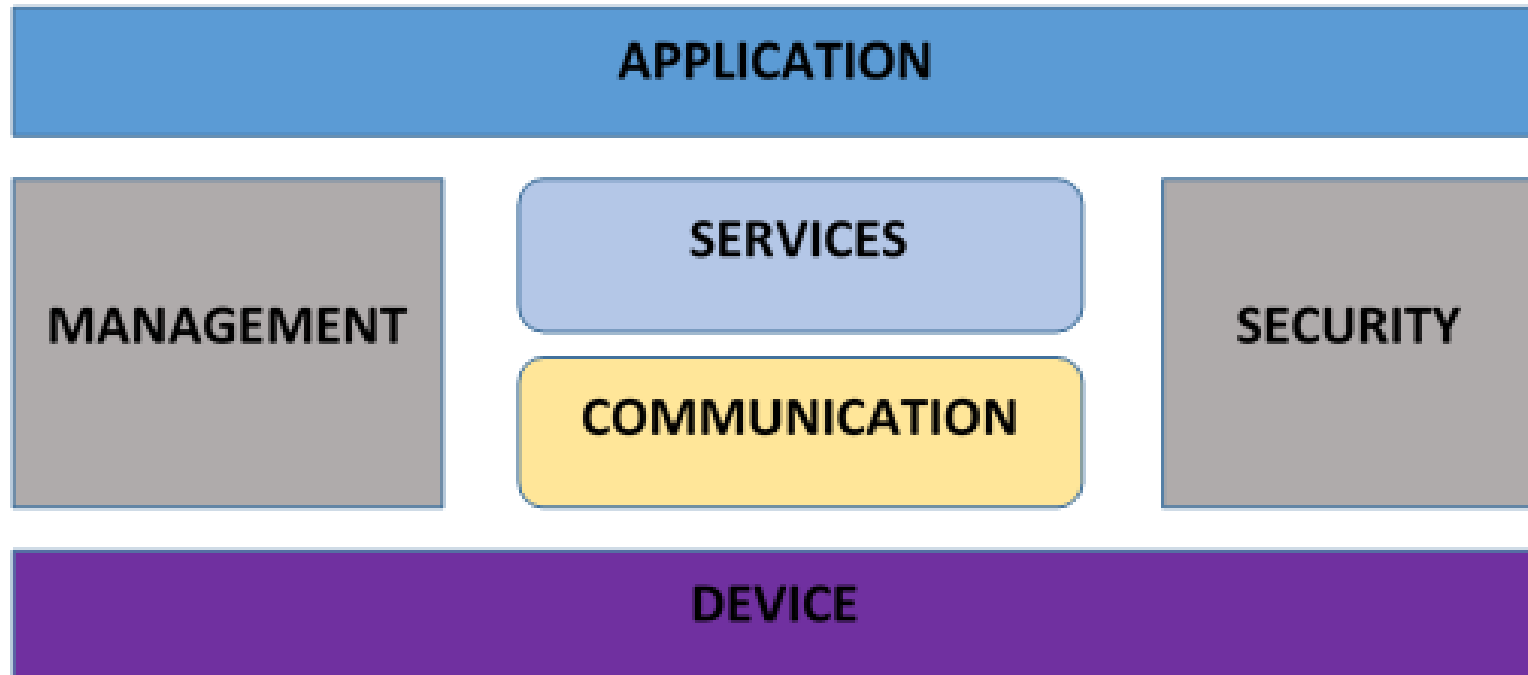 APPLICATION
SERVICES
MANAGEMENT
SECURITY
COMMUNICATION
DEVICE